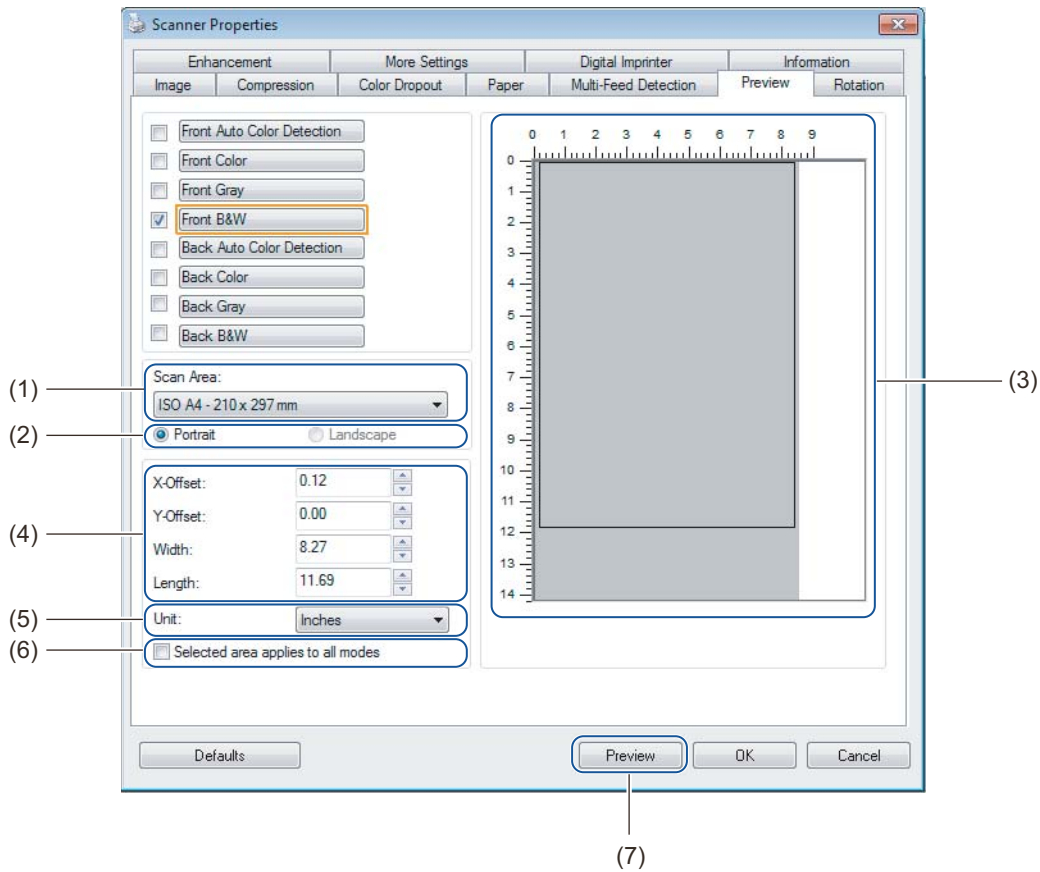 Scanner Properties
Enhancement More Settings Digital Imprinter Information
Image Compression Color Dropout Paper Multi-Feed Detection Preview Rotation
Front Auto Color Detection
Front Color
Front Gray
Front B&W
Back Auto Color Detection
Back Color
Back Gray
Back B&W
(1)
Scan Area:
ISO A4 - 210 x 297 mm
(2)
Portrait Landscape
0 1 2 3 4 5 6 7 8 9
0
1
2
3
4
5
6
7
8
9
10
11
12
13
14
(3)
(4)
X-Offset: 0.12
Y-Offset: 0.00
Width: 8.27
Length: 11.69
(5)
Unit: Inches
(6)
Selected area applies to all modes
Defaults Preview OK Cancel
(7)